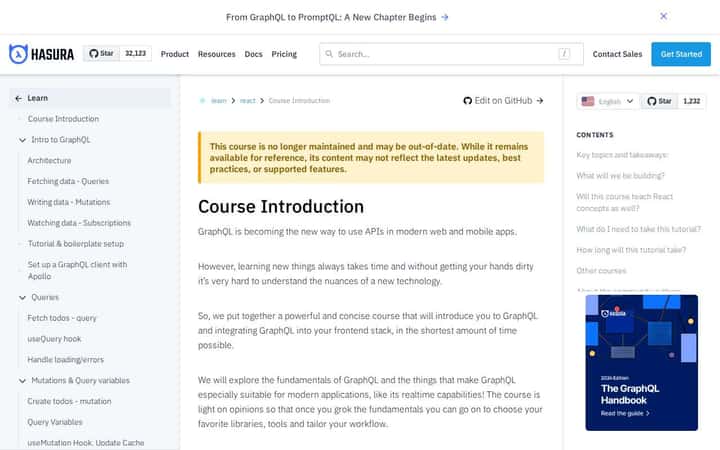 From GraphQL to PromptQL: A New Chapter Begins →
HASURA
Star 32,123
Product Resources Docs Pricing
Search... /
Contact Sales
Get Started
← Learn
Course Introduction
Intro to GraphQL
Architecture
Fetching data - Queries
Writing data - Mutations
Watching data - Subscriptions
Tutorial & boilerplate setup
Set up a GraphQL client with
Apollo
Queries
Fetch todos - query
useQuery hook
Handle loading/errors
Mutations & Query variables
Create todos - mutation
Query Variables
useMutation Hook, Update Cache
learn > react > Course Introduction
Edit on GitHub →
This course is no longer maintained and may be out-of-date. While it remains
available for reference, its content may not reflect the latest updates, best
practices, or supported features.
Course Introduction
GraphQL is becoming the new way to use APIs in modern web and mobile apps.
However, learning new things always takes time and without getting your hands dirty
it's very hard to understand the nuances of a new technology.
So, we put together a powerful and concise course that will introduce you to GraphQL
and integrating GraphQL into your frontend stack, in the shortest amount of time
possible.
We will explore the fundamentals of GraphQL and the things that make GraphQL
especially suitable for modern applications, like its realtime capabilities! The course is
light on opinions so that once you grok the fundamentals you can go on to choose your
favorite libraries, tools and tailor your workflow.
English
Star 1,232
CONTENTS
Key topics and takeaways:
What will we be building?
Will this course teach React
concepts as well?
What do I need to take this tutorial?
How long will this tutorial take?
Other courses
HASURA
2024 Edition
The GraphQL
Handbook
Read the guide >